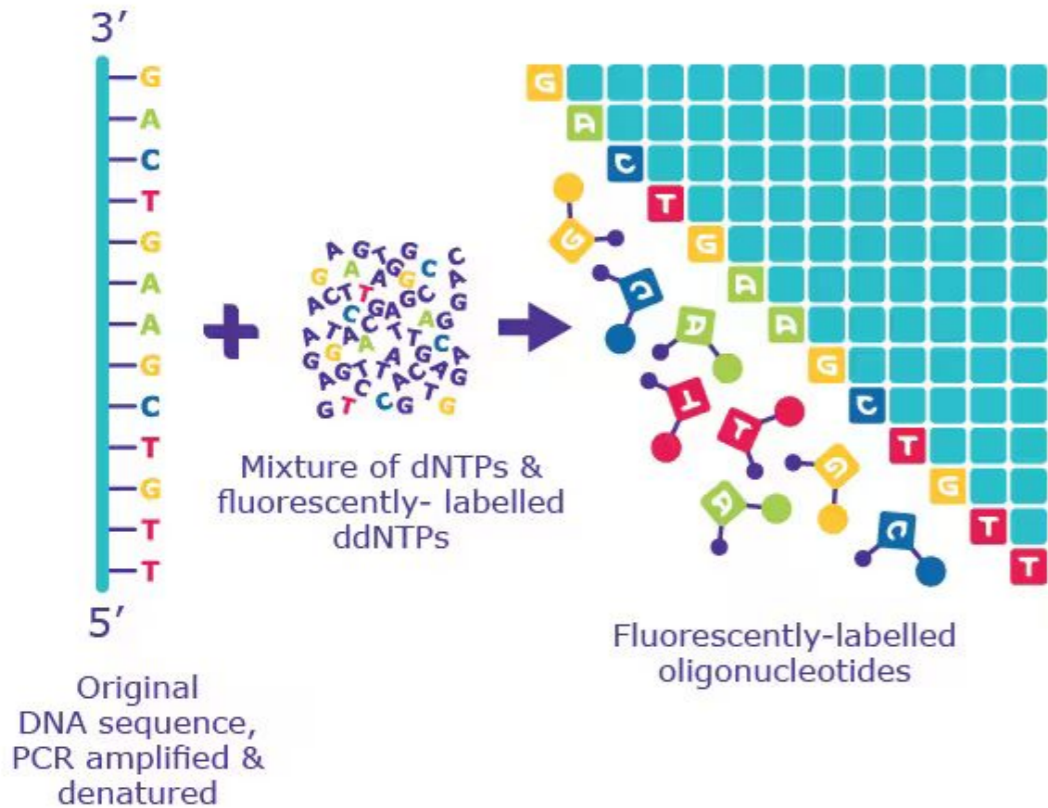 3′
G
A
C
T
G
A
A
G
C
T
G
T
T
5′
Original
DNA sequence,
PCR amplified &
denatured
+
Mixture of dNTPs &
fluorescently- labelled
ddNTPs
G
A
C
T
G
A
A
G
C
T
G
T
T
G
C
A
T
T
G
A
C
Fluorescently-labelled
oligonucleotides